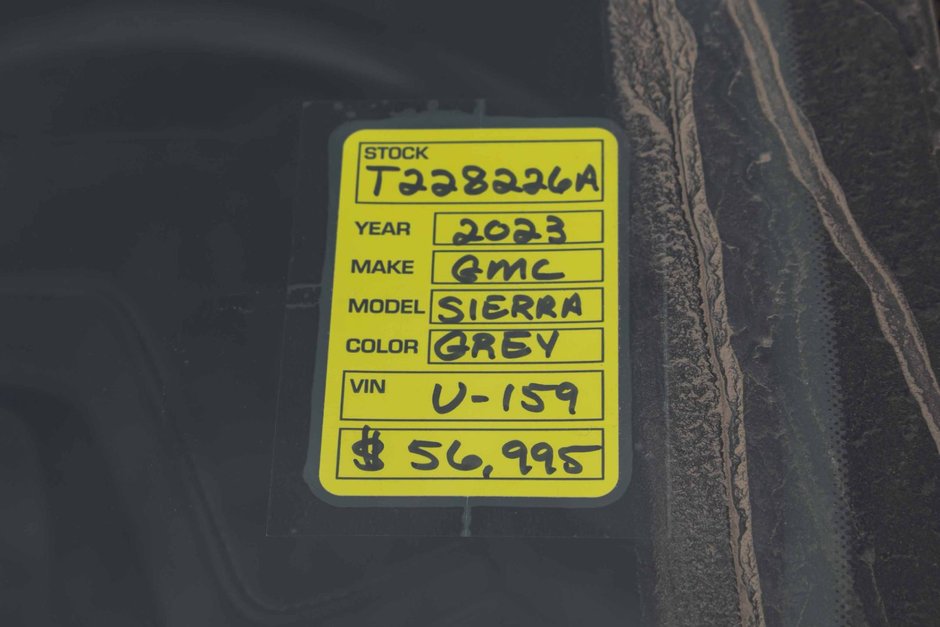 STOCK
T228226A
YEAR 2023
MAKE GMC
MODEL SIERRA
COLOR GREY
VIN U-159
$ 56,995